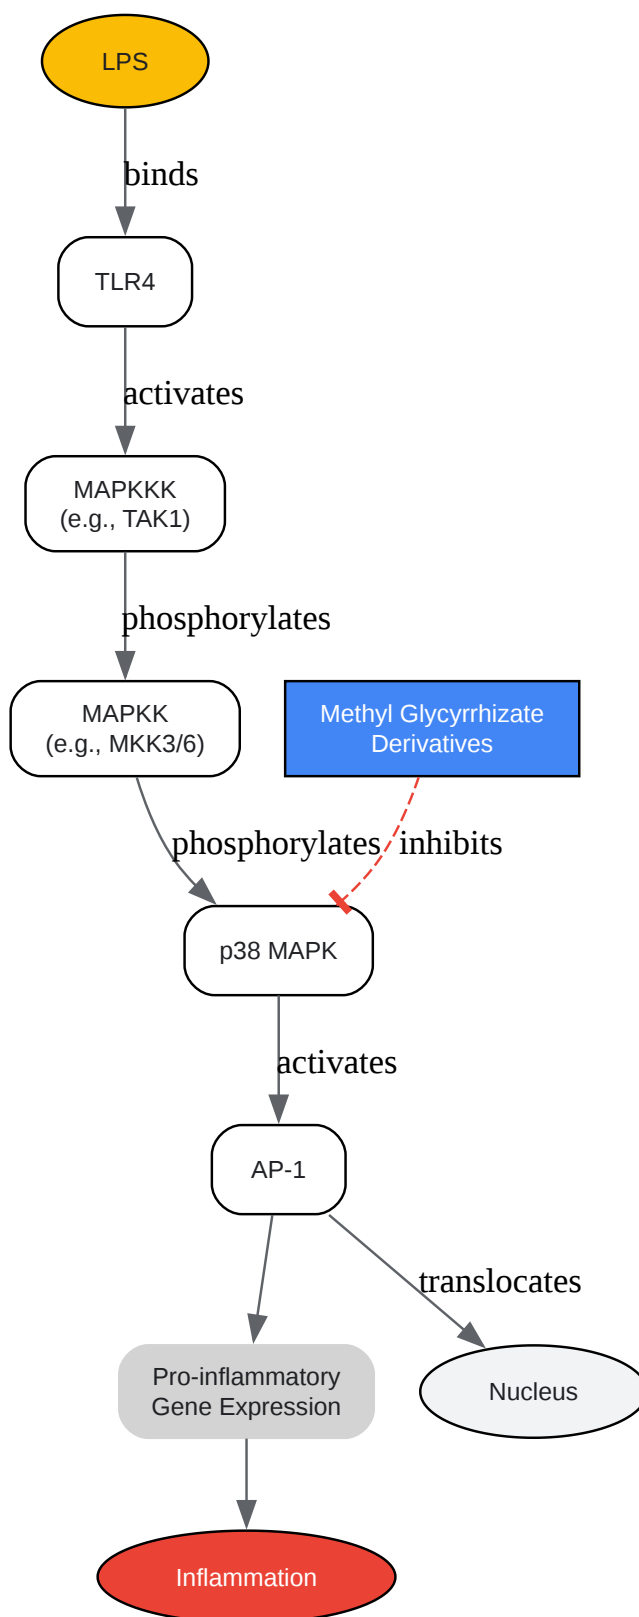 LPS
binds
TLR4
activates
MAPKKK
(e.g., TAK1)
phosphorylates
MAPKK
(e.g., MKK3/6)
Methyl Glycyrrhizate
Derivatives
phosphorylates
inhibits
p38 MAPK
activates
AP-1
translocates
Pro-inflammatory
Gene Expression
Nucleus
Inflammation